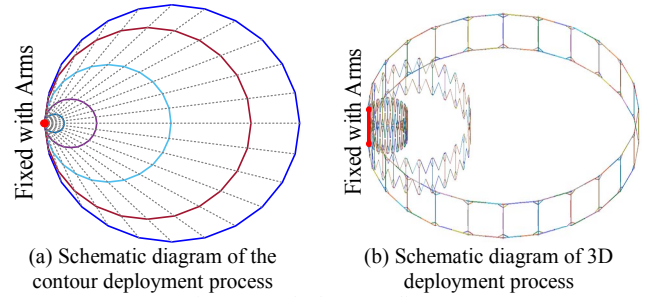 Fixed with Arms
Fixed with Arms
(a) Schematic diagram of the
contour deployment process
(b) Schematic diagram of 3D
deployment process